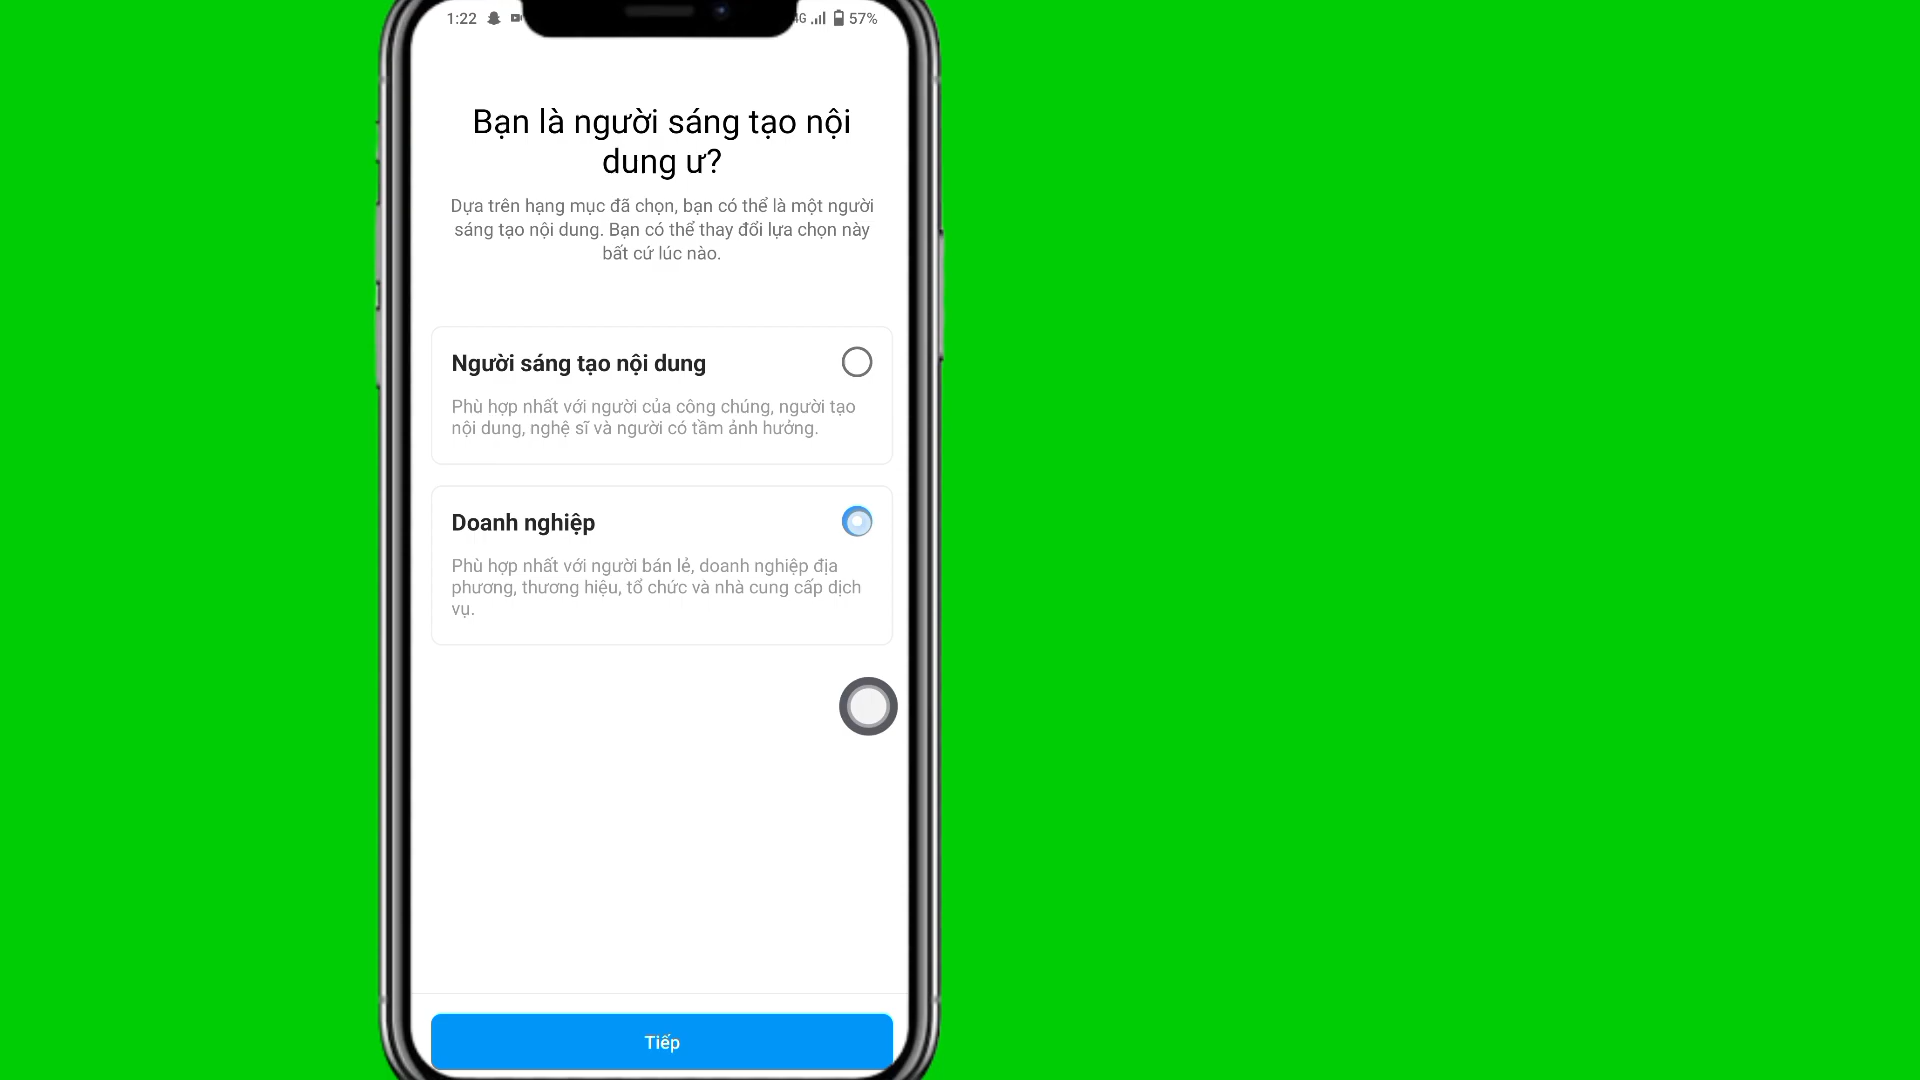 1:22
4G
57%
Bạn là người sáng tạo nội
dung ư?
Dựa trên hạng mục đã chọn, bạn có thể là một người
sáng tạo nội dung. Bạn có thể thay đổi lựa chọn này
bất cứ lúc nào.
Người sáng tạo nội dung
Phù hợp nhất với người của công chúng, người tạo
nội dung, nghệ sĩ và người có tầm ảnh hưởng.
Doanh nghiệp
Phù hợp nhất với người bán lẻ, doanh nghiệp địa
phương, thương hiệu, tổ chức và nhà cung cấp dịch
vụ.
Tiếp